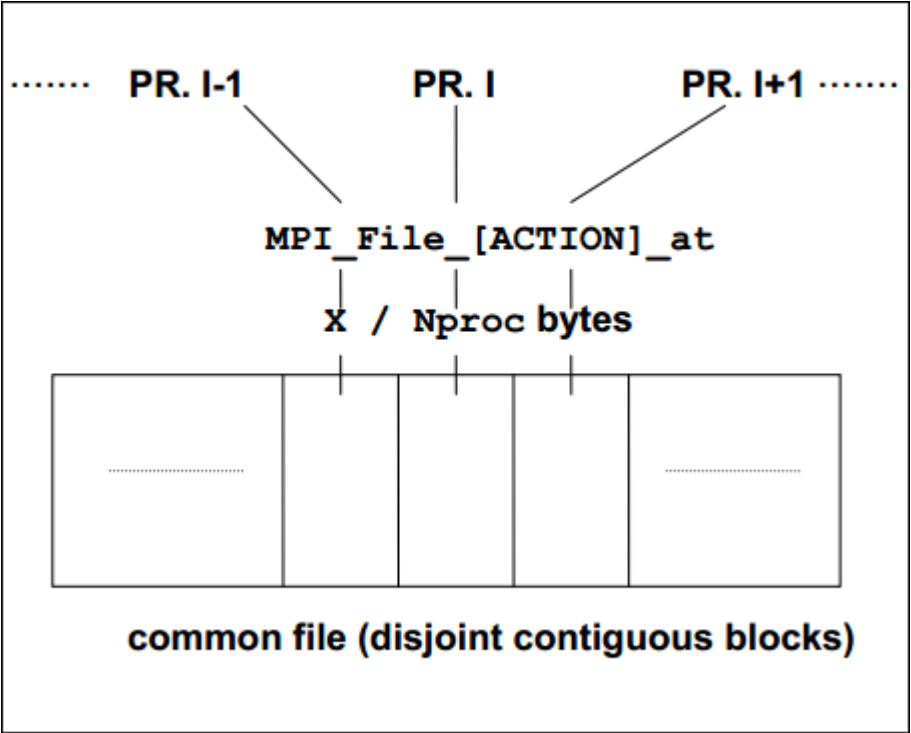 ....... PR. I-1 PR. I PR. I+1 .......
MPI_File_[ACTION]_at
X / Nproc bytes
common file (disjoint contiguous blocks)